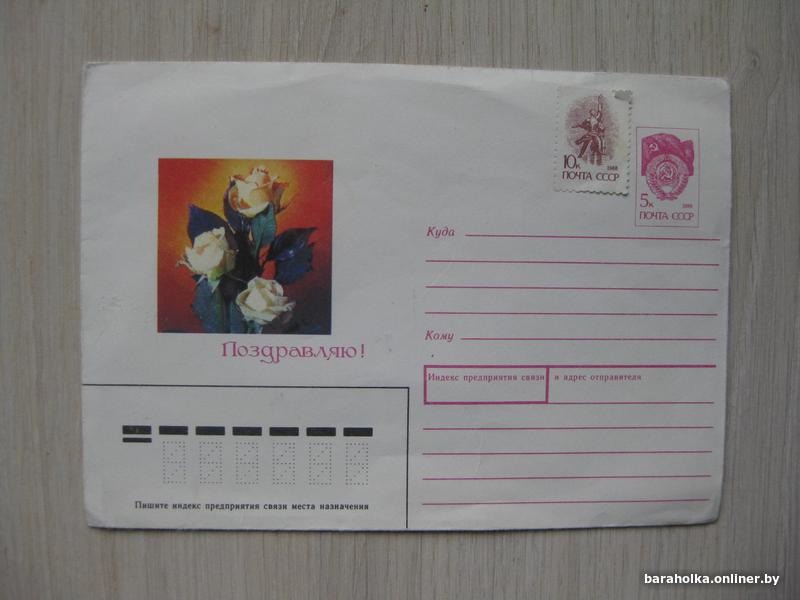 10к 1988
ПОЧТА СССР
5к 1988
ПОЧТА СССР
Куда
Поздравляю!
Кому
Индекс предприятия связи и адрес отправителя
Пишите индекс предприятия связи места назначения
baraholka.onliner.by